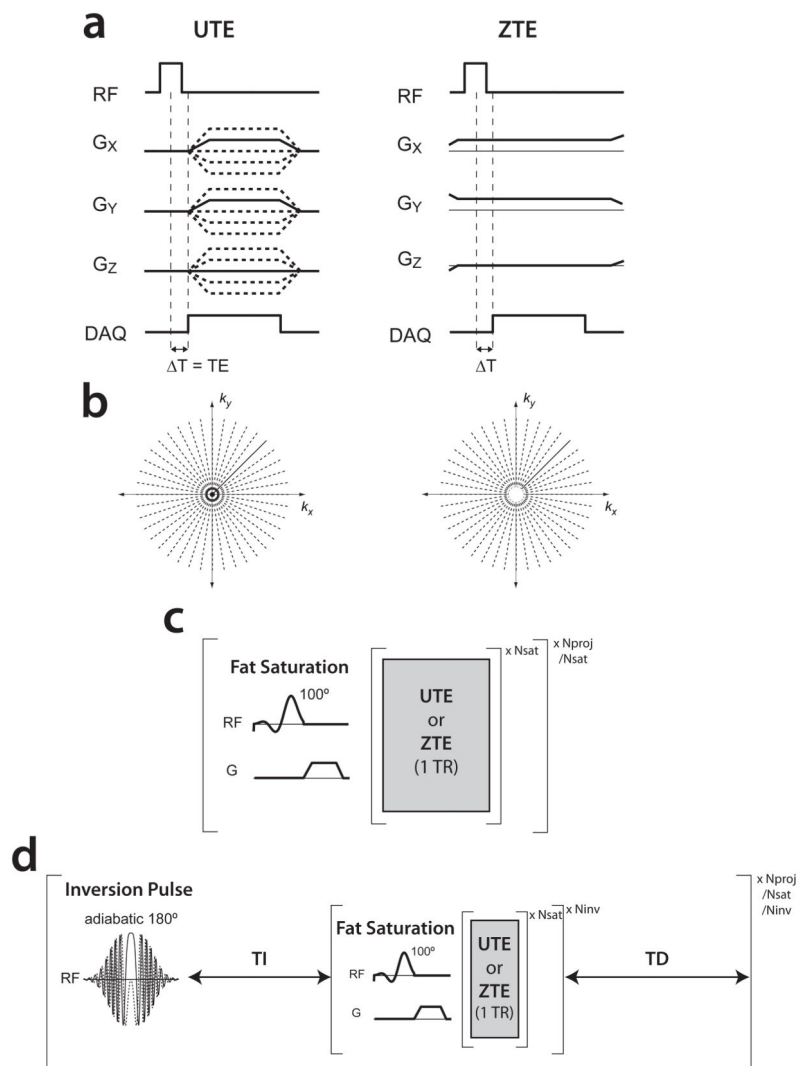 a
UTE
ZTE
RF
RF
GX
GX
GY
GY
GZ
GZ
DAQ
DAQ
ΔT = TE
ΔT
b
ky
ky
kx
kx
c
x Nsat
x Nproj
/Nsat
Fat Saturation
100º
RF
G
UTE
or
ZTE
(1 TR)
d
x Nproj
/Nsat
/Ninv
Inversion Pulse
adiabatic 180º
RF
TI
Fat Saturation
100º
RF
G
x Nsat
x Ninv
UTE
or
ZTE
(1 TR)
TD